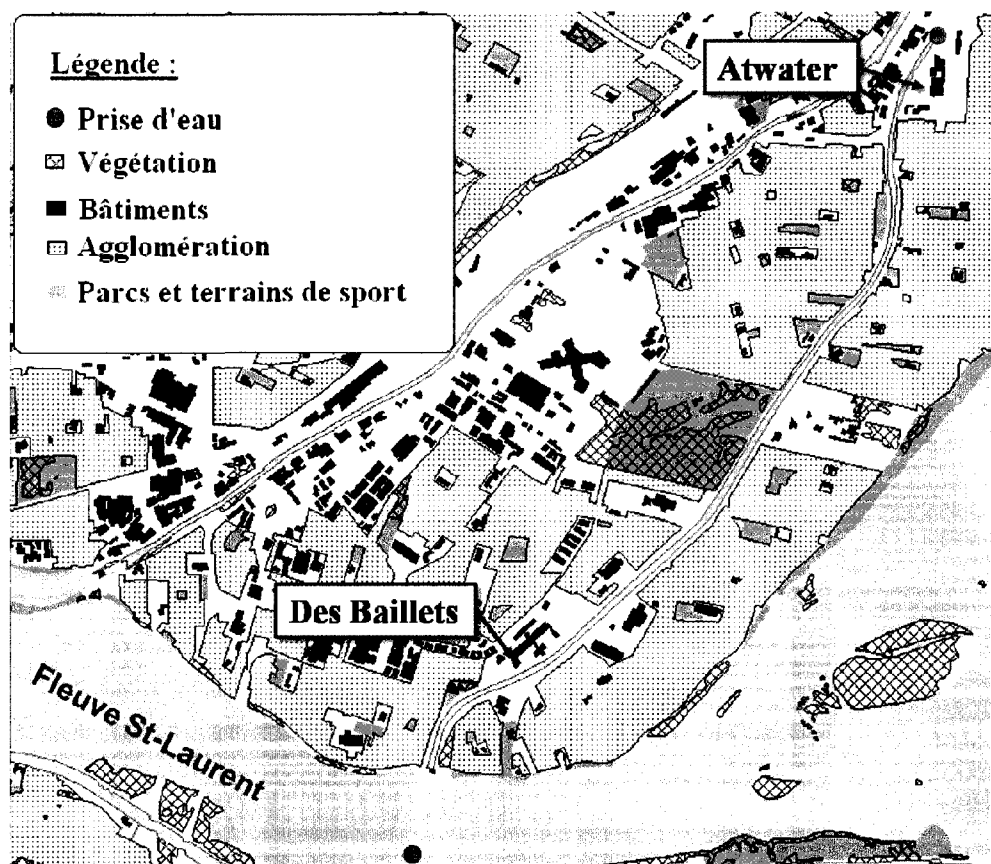 Légende :
Prise d'eau
Végétation
Bâtiments
Agglomération
Parcs et terrains de sport
Atwater
Des Baillets
Fleuve St-Laurent